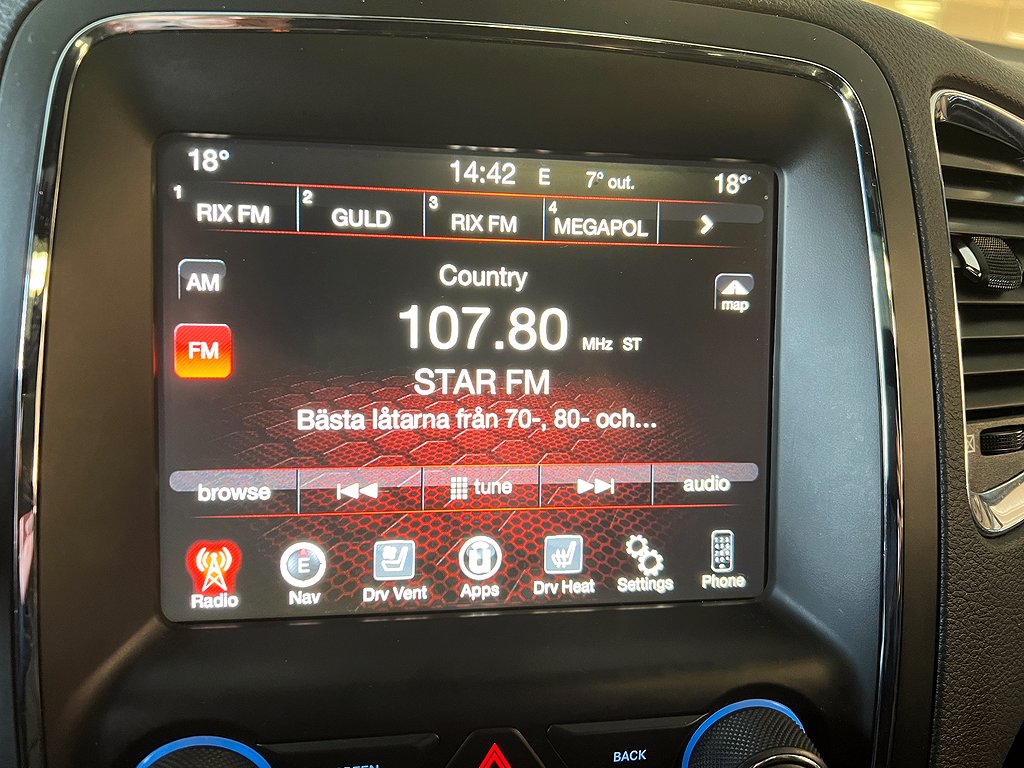 18° 14:42 E 7° out. 18°
1 RIX FM 2 GULD 3 RIX FM 4 MEGAPOL
AM Country map
107.80 MHz ST
FM
STAR FM
Bästa låtarna från 70-, 80- och...
browse tune audio
E
Radio Nav Drv Vent Apps Drv Heat Settings Phone
BACK